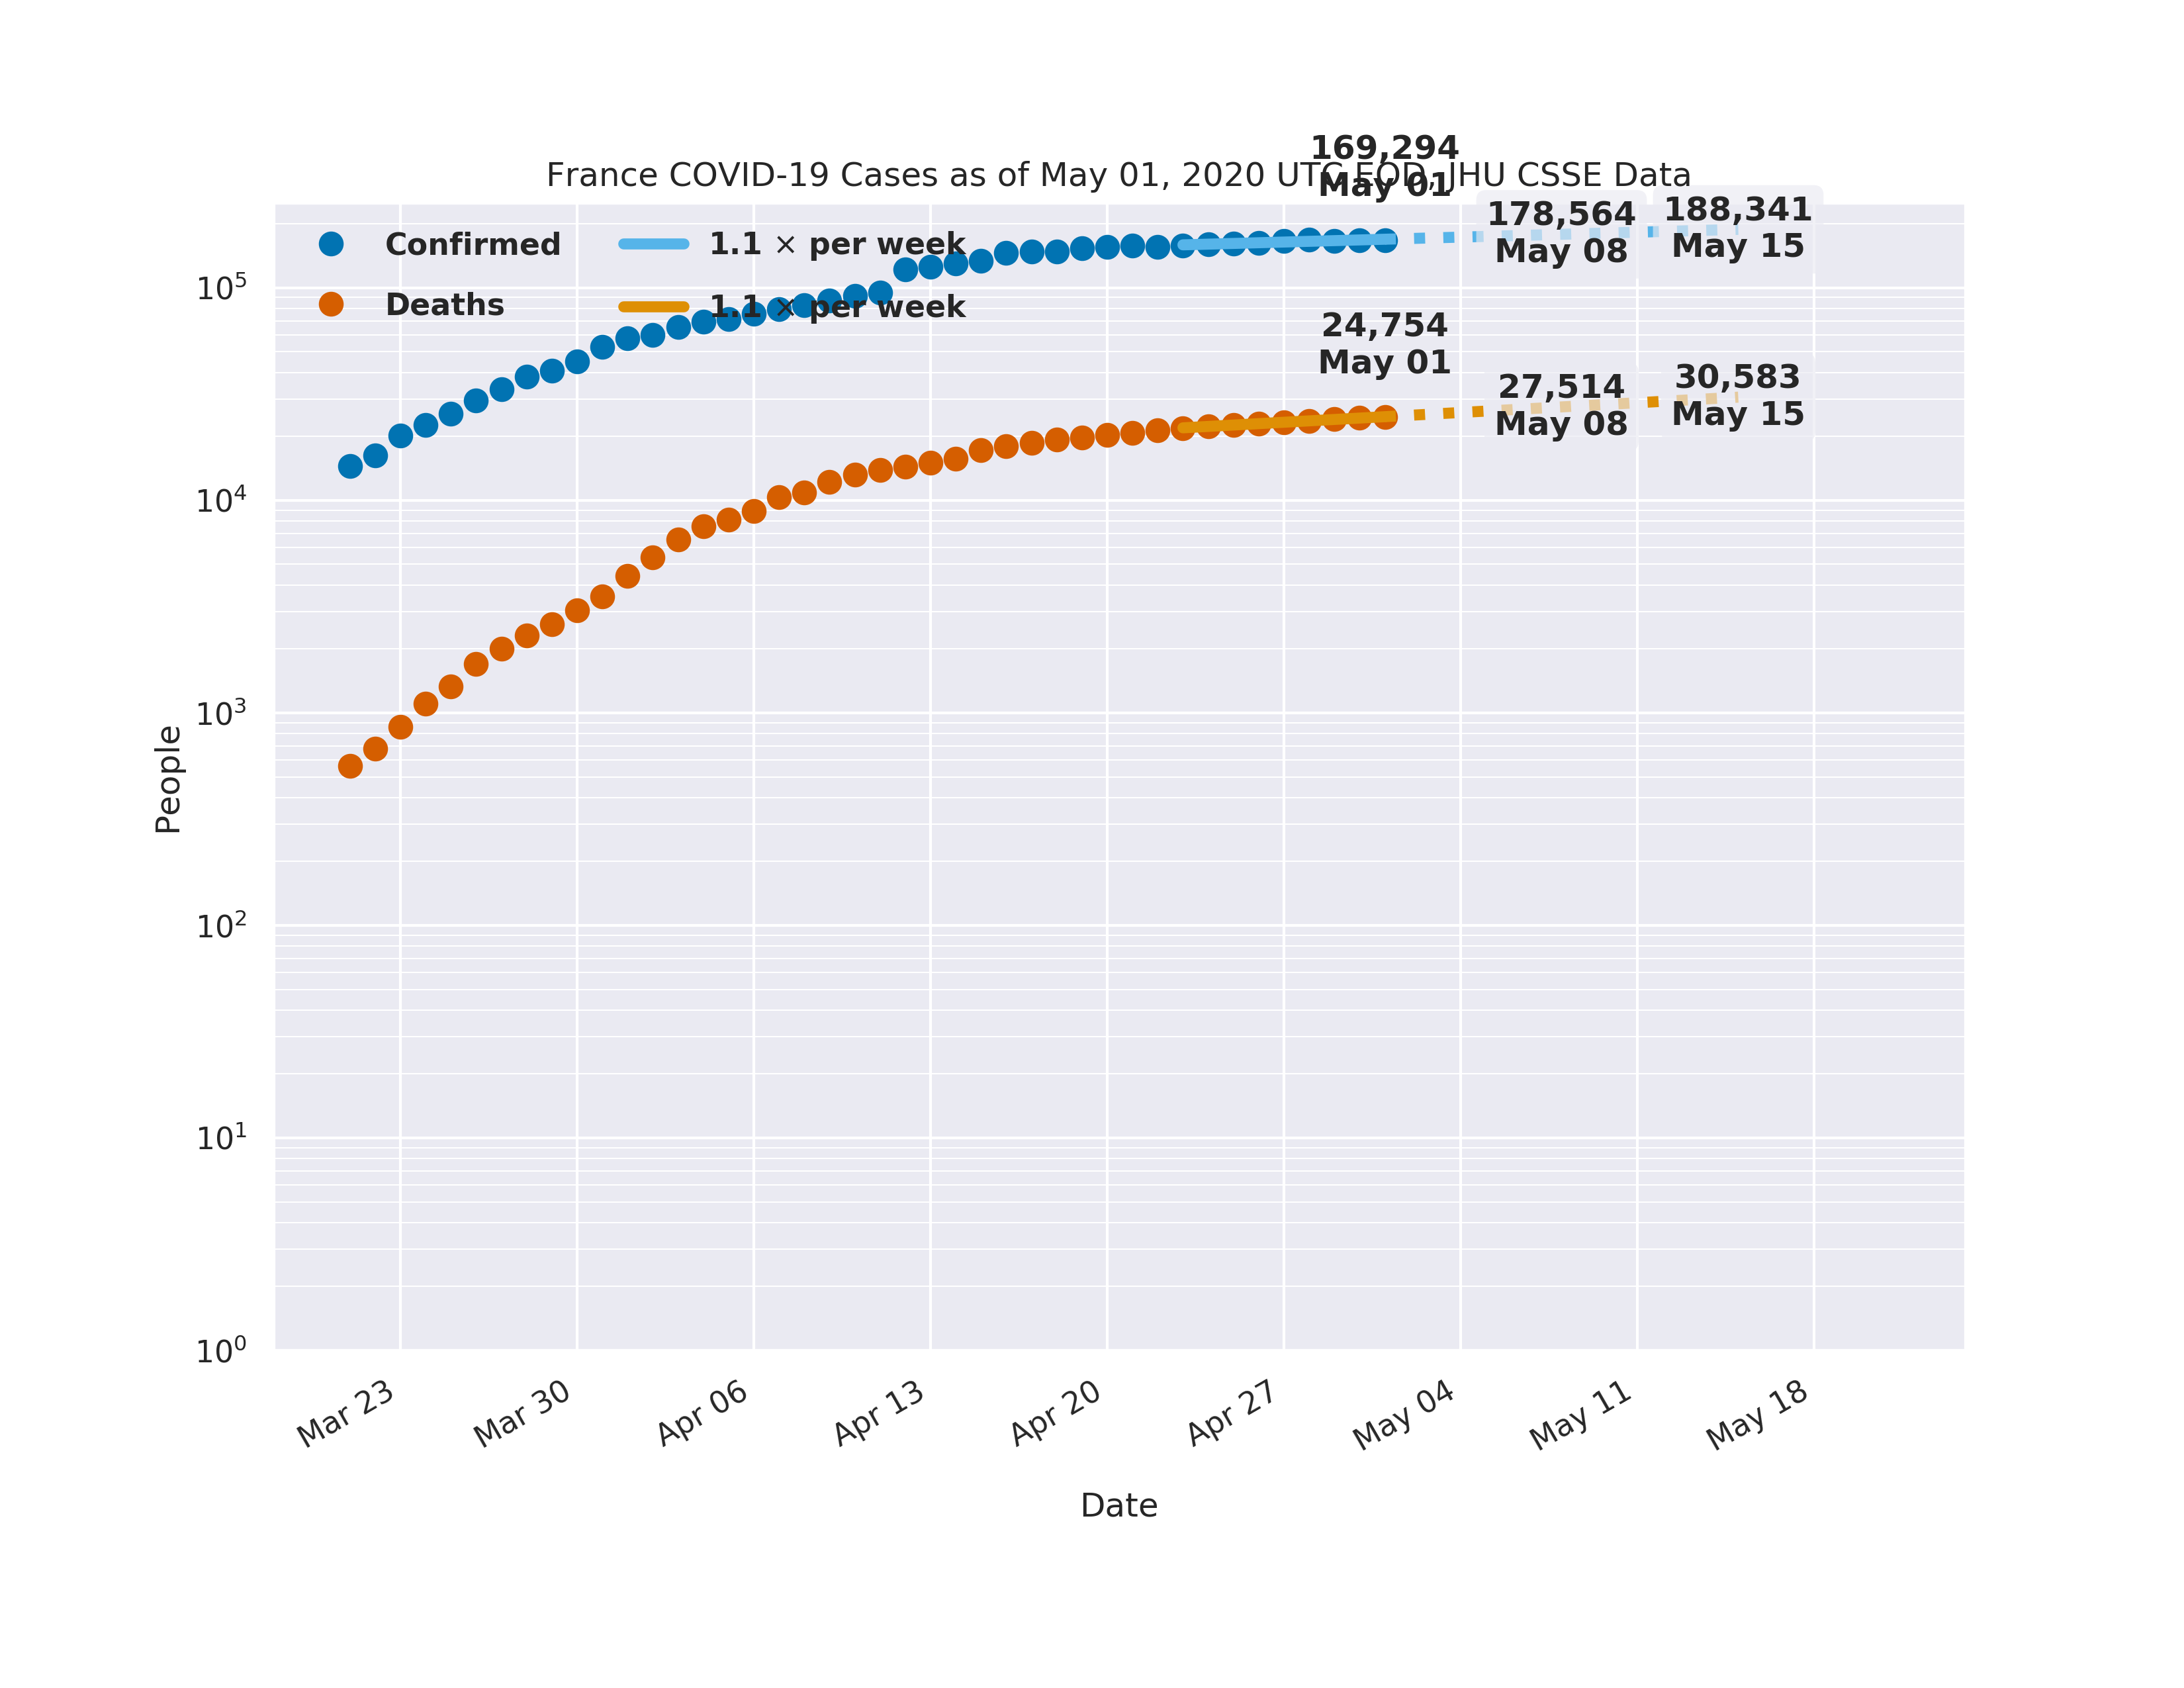 169,294
May 01
France COVID-19 Cases as of May 01, 2020 UTC EOD, JHU CSSE Data
178,564
May 08
188,341
May 15
Confirmed
1.1 × per week
Deaths
1.1 × per week
24,754
May 01
27,514
May 08
30,583
May 15
People
10⁵
10⁴
10³
10²
10¹
10⁰
Mar 23
Mar 30
Apr 06
Apr 13
Apr 20
Apr 27
May 04
May 11
May 18
Date